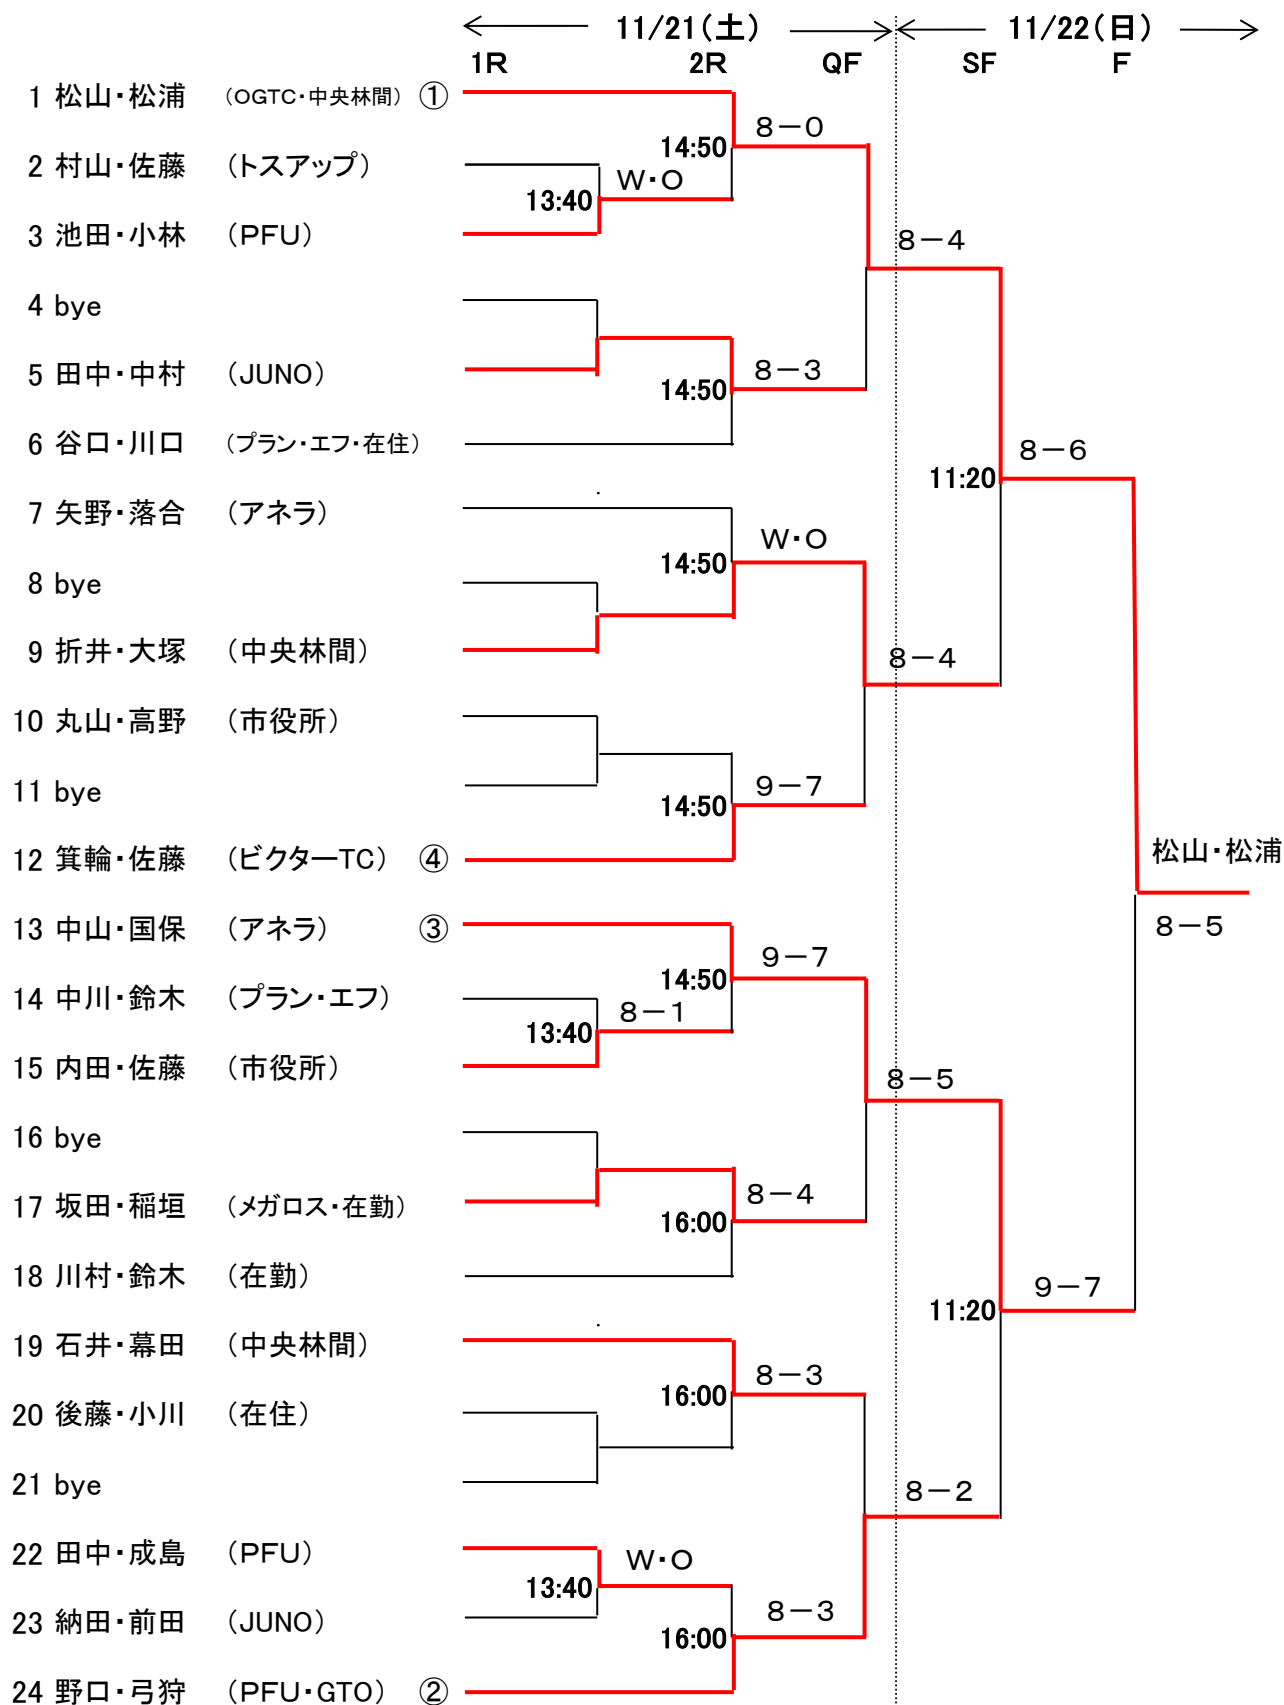 11/21(土) 11/22(日)
1R 2R QF SF F
1 松山・松浦 (OGTC・中央林間) ①
8－0
14:50
2 村山・佐藤 (トスアップ)
W・O
13:40
3 池田・小林 (PFU)
8－4
4 bye
5 田中・中村 (JUNO)
8－3
14:50
6 谷口・川口 (プラン・エフ・在住)
8－6
11:20
7 矢野・落合 (アネラ)
W・O
14:50
8 bye
9 折井・大塚 (中央林間)
8－4
10 丸山・高野 (市役所)
11 bye
9－7
14:50
12 箕輪・佐藤 (ビクターTC) ④
松山・松浦
8－5
13 中山・国保 (アネラ) ③
9－7
14:50
14 中川・鈴木 (プラン・エフ)
8－1
13:40
15 内田・佐藤 (市役所)
8－5
16 bye
17 坂田・稲垣 (メガロス・在勤)
8－4
16:00
18 川村・鈴木 (在勤)
9－7
11:20
19 石井・幕田 (中央林間)
8－3
16:00
20 後藤・小川 (在住)
21 bye
8－2
22 田中・成島 (PFU)
W・O
13:40
23 納田・前田 (JUNO)
8－3
16:00
24 野口・弓狩 (PFU・GTO) ②